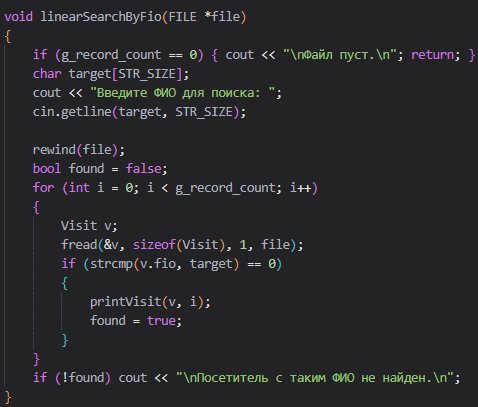 void linearSearchByFio(FILE *file)
{
    if (g_record_count == 0) { cout << "\nФайл пуст.\n"; return; }
    char target[STR_SIZE];
    cout << "Введите ФИО для поиска: ";
    cin.getline(target, STR_SIZE);

    rewind(file);
    bool found = false;
    for (int i = 0; i < g_record_count; i++)
    {
        Visit v;
        fread(&v, sizeof(Visit), 1, file);
        if (strcmp(v.fio, target) == 0)
        {
            printVisit(v, i);
            found = true;
        }
    }
    if (!found) cout << "\nПосетитель с таким ФИО не найден.\n";
}